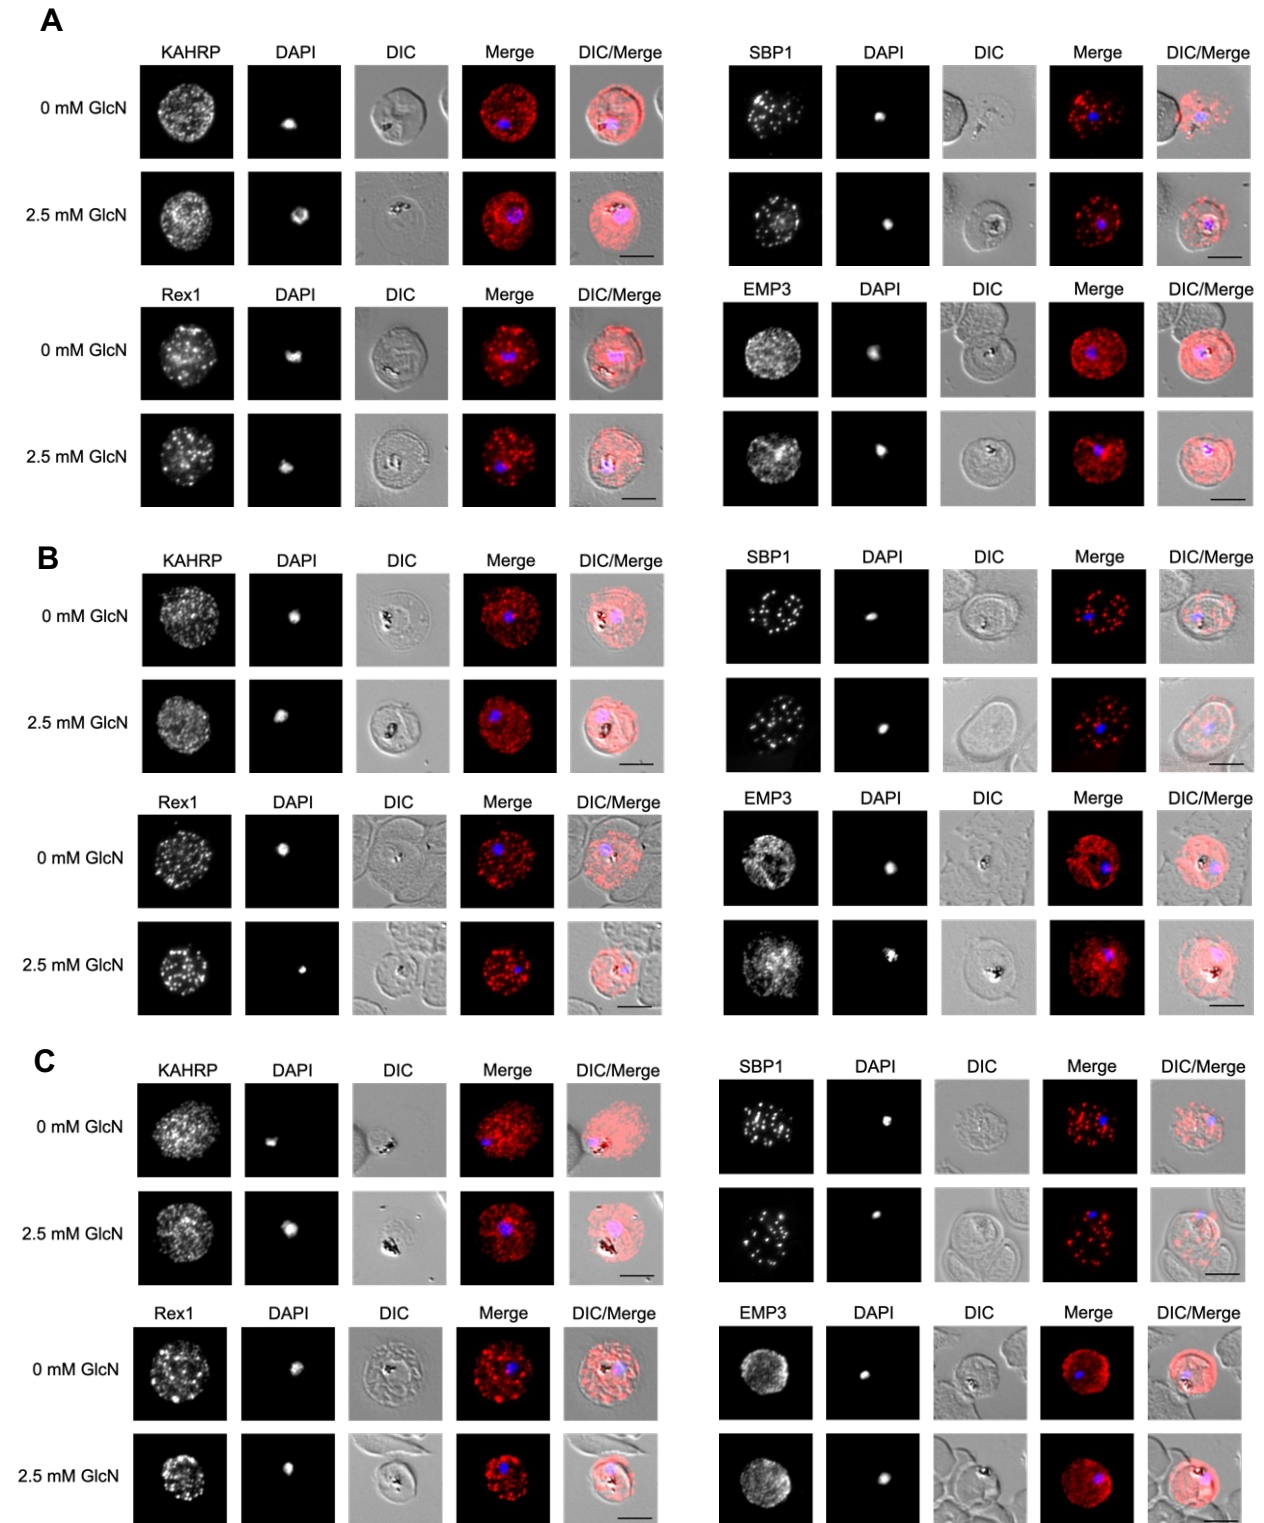 A
KAHRP DAPI DIC Merge DIC/Merge
0 mM GlcN
2.5 mM GlcN
SBP1 DAPI DIC Merge DIC/Merge
Rex1 DAPI DIC Merge DIC/Merge
0 mM GlcN
2.5 mM GlcN
EMP3 DAPI DIC Merge DIC/Merge
B
KAHRP DAPI DIC Merge DIC/Merge
0 mM GlcN
2.5 mM GlcN
SBP1 DAPI DIC Merge DIC/Merge
Rex1 DAPI DIC Merge DIC/Merge
0 mM GlcN
2.5 mM GlcN
EMP3 DAPI DIC Merge DIC/Merge
C
KAHRP DAPI DIC Merge DIC/Merge
0 mM GlcN
2.5 mM GlcN
SBP1 DAPI DIC Merge DIC/Merge
Rex1 DAPI DIC Merge DIC/Merge
0 mM GlcN
2.5 mM GlcN
EMP3 DAPI DIC Merge DIC/Merge